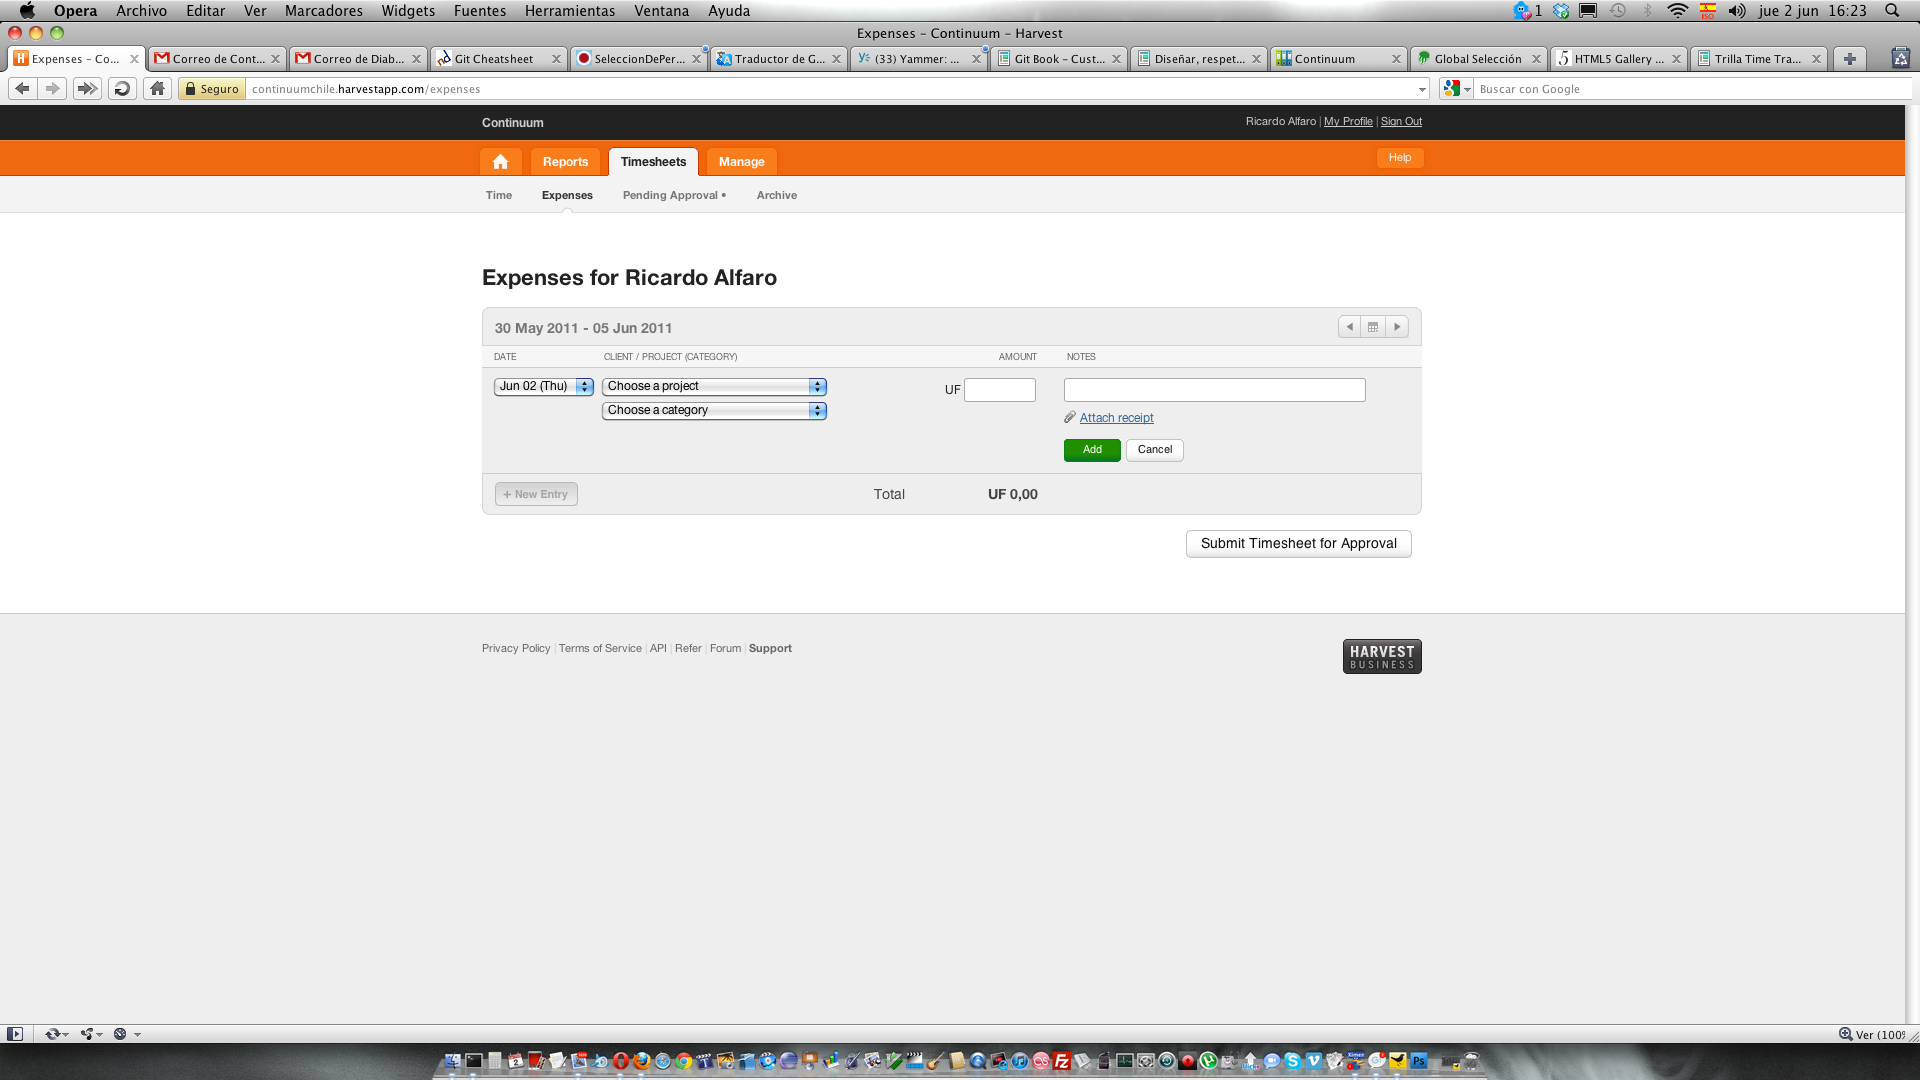 Opera Archivo Editar Ver Marcadores Widgets Fuentes Herramientas Ventana Ayuda 1 ISO jue 2 jun 16:23
Expenses – Continuum – Harvest
Expenses – Co... Correo de Cont... Correo de Diab... Git Cheatsheet SeleccionDePer... Traductor de G... (33) Yammer: ... Git Book – Cust... Diseñar, respet... Continuum Global Selección HTML5 Gallery ... Trilla Time Tra...
Seguro continuumchile.harvestapp.com/expenses Buscar con Google
Continuum Ricardo Alfaro | My Profile | Sign Out
Reports Timesheets Manage Help
Time Expenses Pending Approval • Archive
Expenses for Ricardo Alfaro
30 May 2011 - 05 Jun 2011
DATE CLIENT / PROJECT (CATEGORY) AMOUNT NOTES
Jun 02 (Thu) Choose a project UF
Choose a category
Attach receipt
Add Cancel
+ New Entry Total UF 0,00
Submit Timesheet for Approval
Privacy Policy | Terms of Service | API | Refer | Forum | Support
HARVEST
BUSINESS
Ver (100%